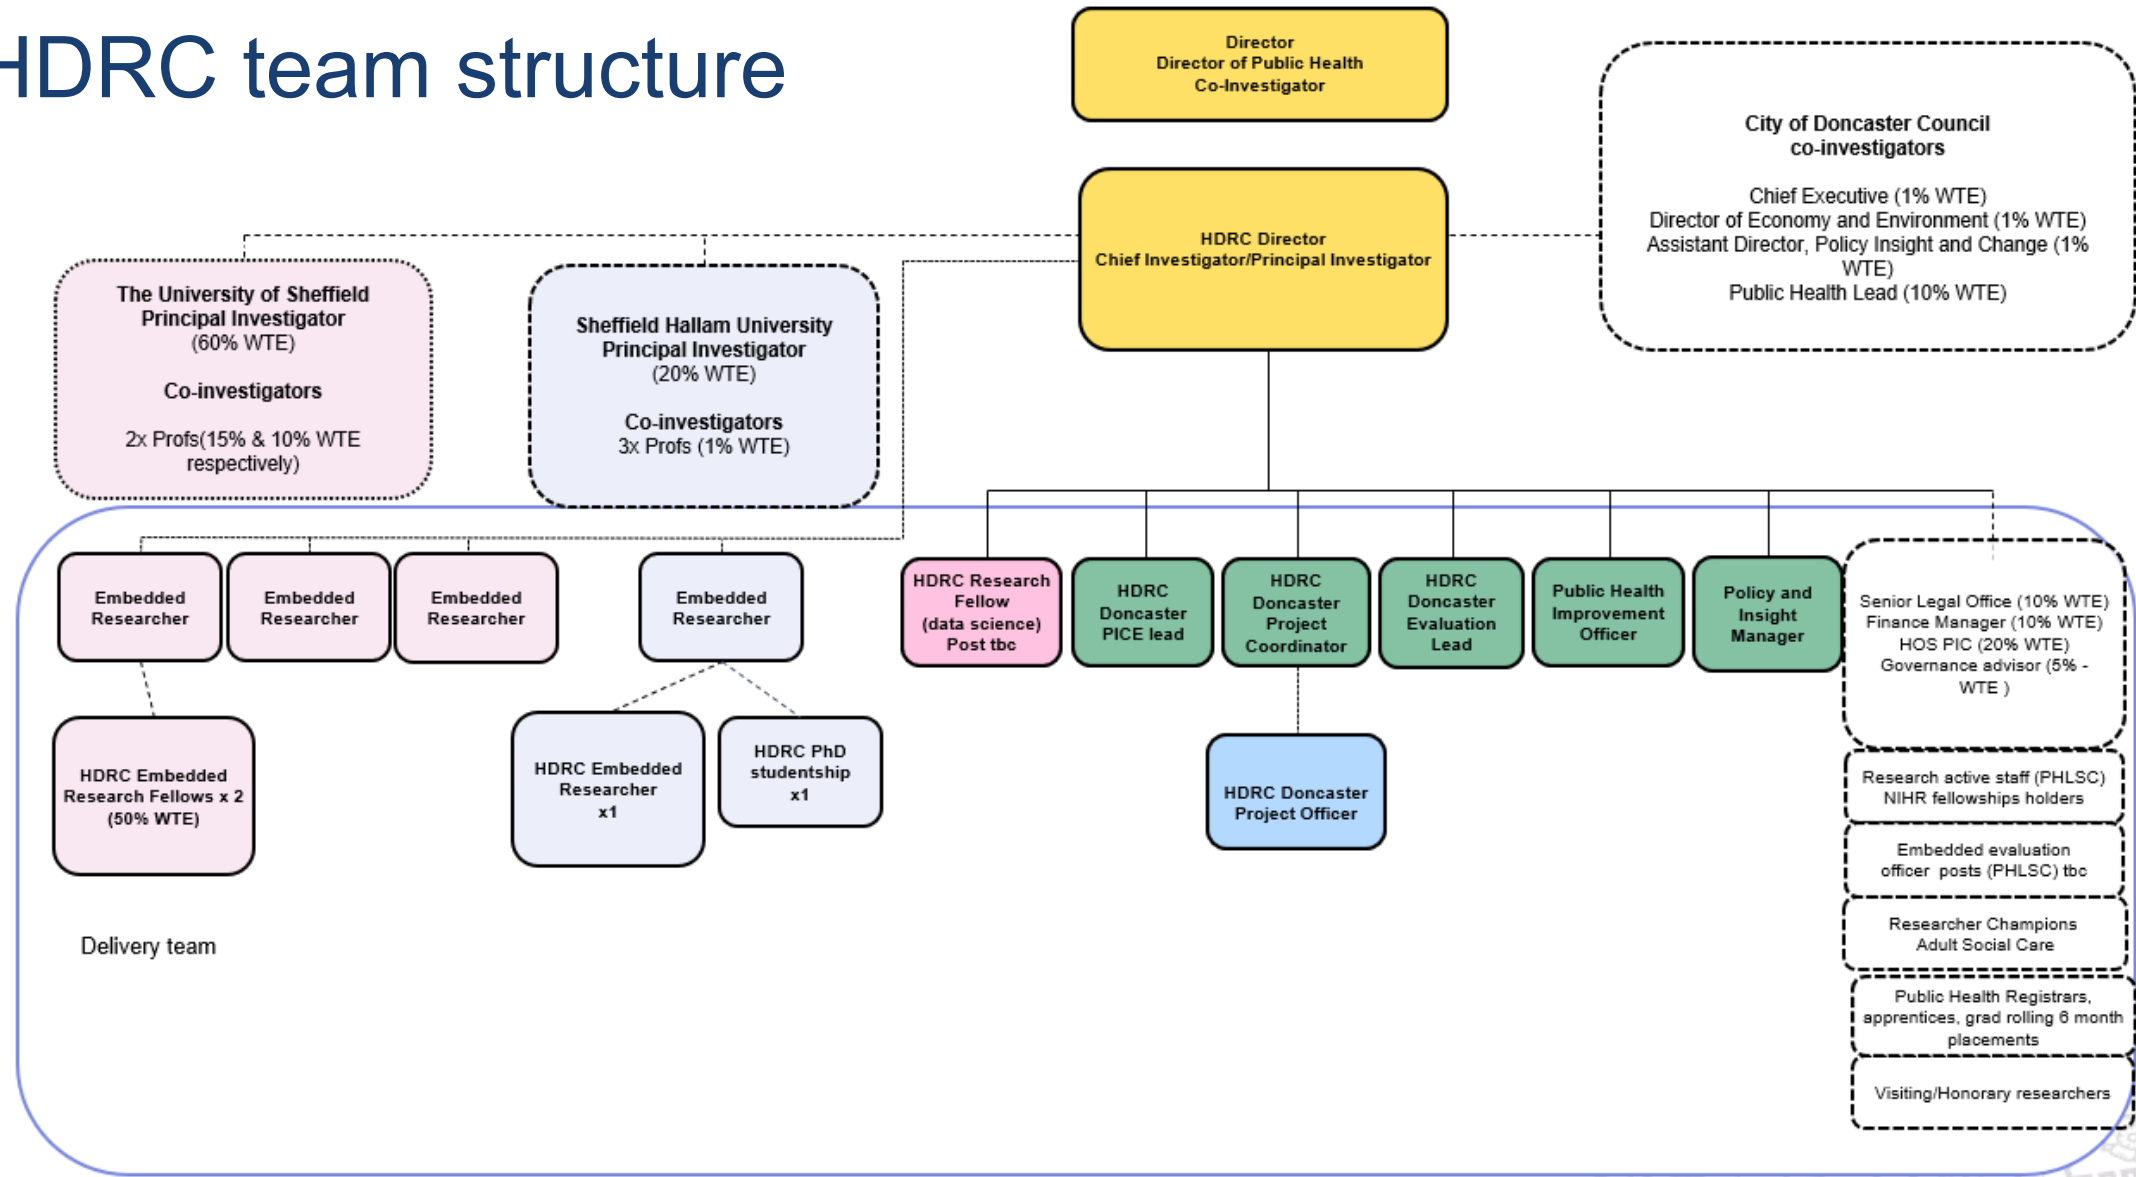 HDRC team structure
Director
Director of Public Health
Co-Investigator
City of Doncaster Council
co-investigators
Chief Executive (1% WTE)
Director of Economy and Environment (1% WTE)
Assistant Director, Policy Insight and Change (1%
WTE)
Public Health Lead (10% WTE)
HDRC Director
Chief Investigator/Principal Investigator
The University of Sheffield
Principal Investigator
(60% WTE)
Co-investigators
2x Profs(15% & 10% WTE
respectively)
Sheffield Hallam University
Principal Investigator
(20% WTE)
Co-investigators
3x Profs (1% WTE)
Embedded
Researcher
Embedded
Researcher
Embedded
Researcher
Embedded
Researcher
HDRC Research
Fellow
(data science)
Post tbc
HDRC
Doncaster
PICE lead
HDRC
Doncaster
Project
Coordinator
HDRC
Doncaster
Evaluation
Lead
Public Health
Improvement
Officer
Policy and
Insight
Manager
Senior Legal Office (10% WTE)
Finance Manager (10% WTE)
HOS PIC (20% WTE)
Governance advisor (5% -
WTE )
HDRC Embedded
Research Fellows x 2
(50% WTE)
HDRC Embedded
Researcher
x1
HDRC PhD
studentship
x1
HDRC Doncaster
Project Officer
Research active staff (PHLSC)
NIHR fellowships holders
Embedded evaluation
officer posts (PHLSC) tbc
Researcher Champions
Adult Social Care
Public Health Registrars,
apprentices, grad rolling 6 month
placements
Visiting/Honorary researchers
Delivery team